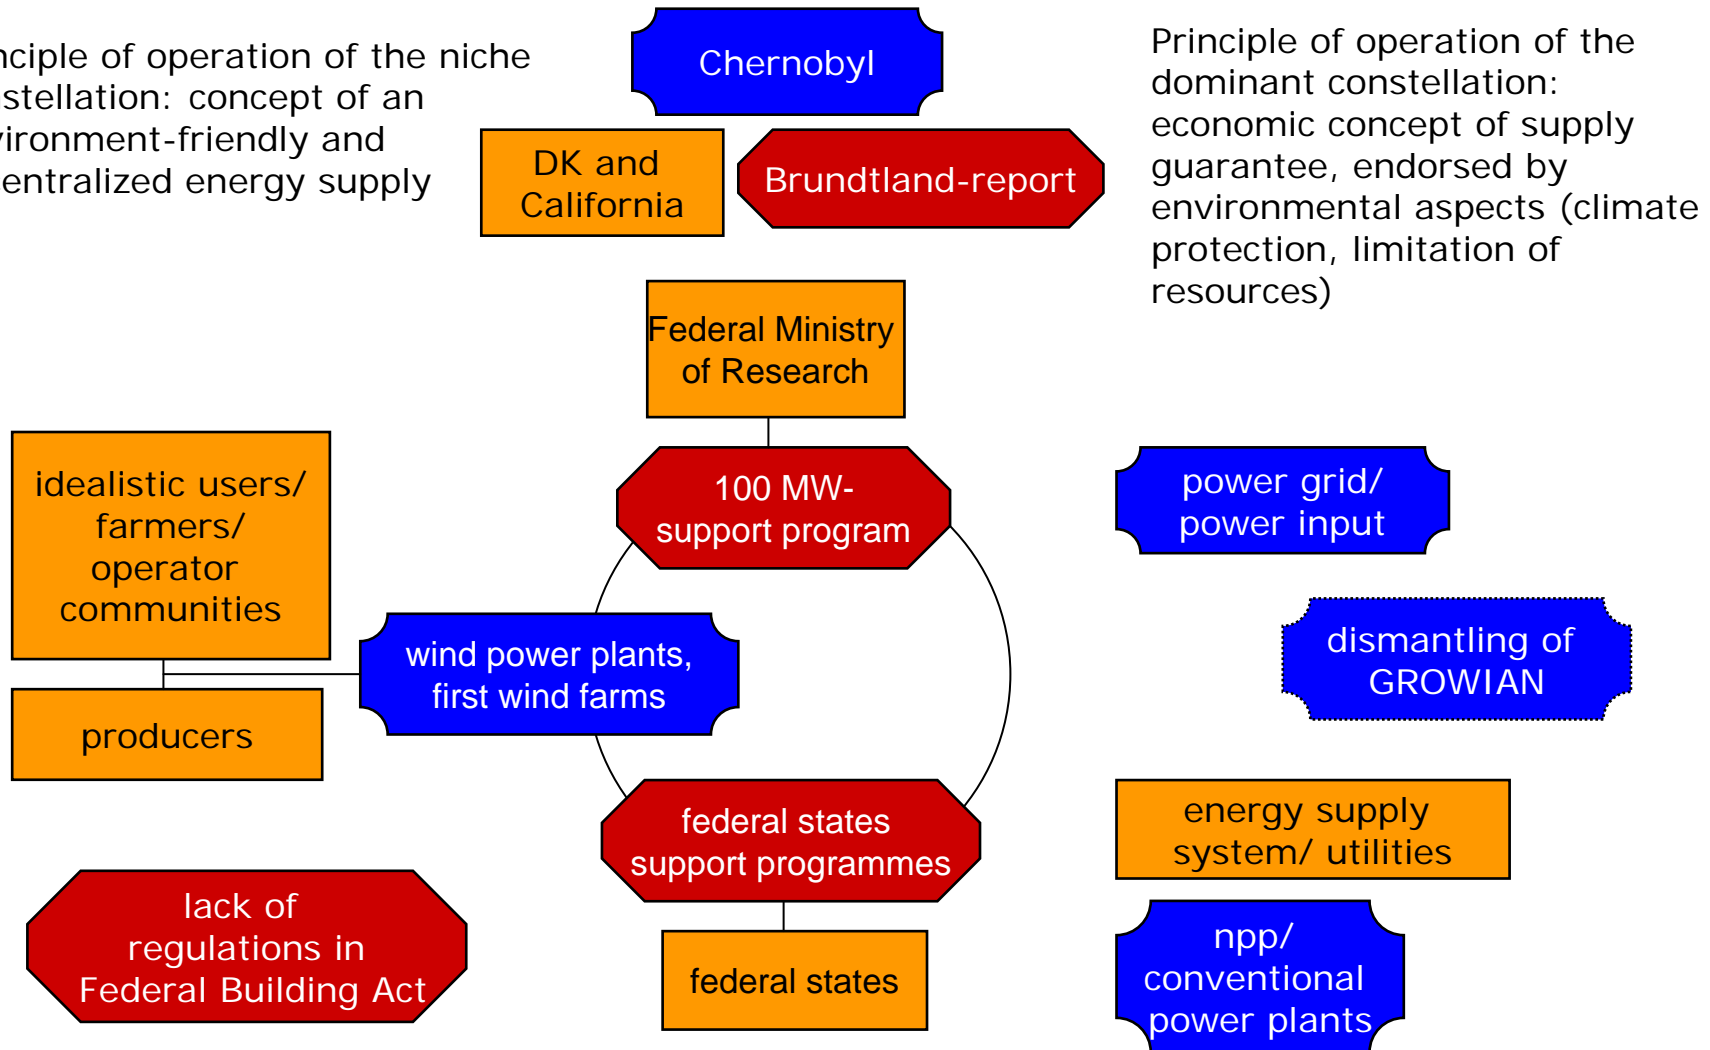 nciple of operation of the niche
stellation: concept of an
vironment-friendly and
entralized energy supply
Chernobyl
Principle of operation of the
dominant constellation:
economic concept of supply
guarantee, endorsed by
environmental aspects (climate
protection, limitation of
resources)
DK and
California
Brundtland-report
Federal Ministry
of Research
idealistic users/
farmers/
operator
communities
100 MW-
support program
power grid/
power input
wind power plants,
first wind farms
dismantling of
GROWIAN
producers
federal states
support programmes
energy supply
system/ utilities
lack of
regulations in
Federal Building Act
federal states
npp/
conventional
power plants